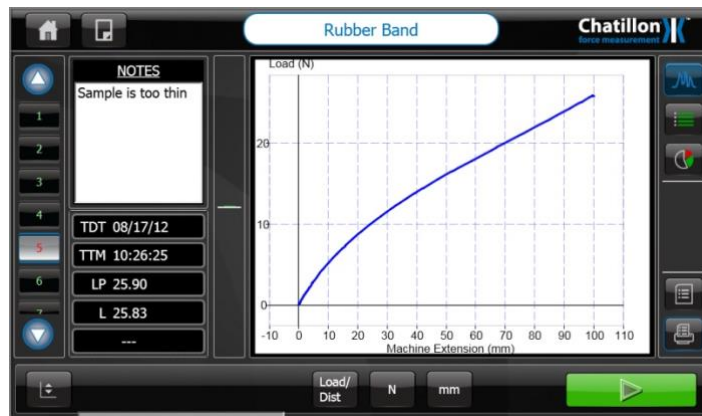 Rubber Band
Chatillon
force measurement
NOTES
Sample is too thin
1
2
3
4
5
6
7
TDT 08/17/12
TTM 10:26:25
LP 25.90
L 25.83
---
Load (N)
20
10
0
-10 0 10 20 30 40 50 60 70 80 90 100 110
Machine Extension (mm)
Load/
Dist
N
mm